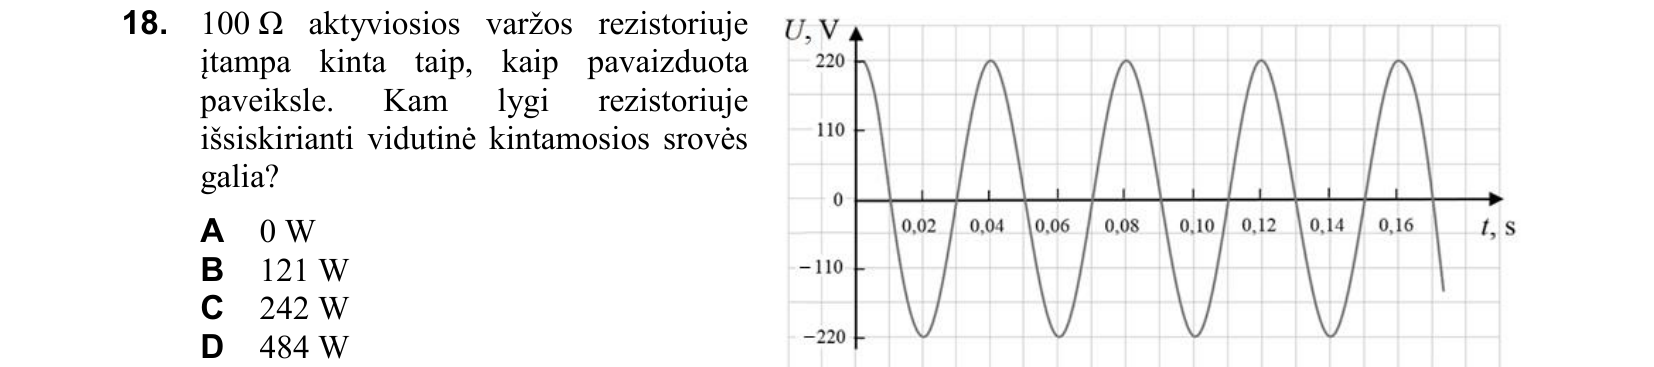 18. 100 Ω aktyviosios varžos rezistoriuje
įtampa kinta taip, kaip pavaizduota
paveiksle. Kam lygi rezistoriuje
išsiskirianti vidutinė kintamosios srovės
galia?
A 0 W
B 121 W
C 242 W
D 484 W
U, V
220
110
0
−110
−220
0,02 0,04 0,06 0,08 0,10 0,12 0,14 0,16
t, s